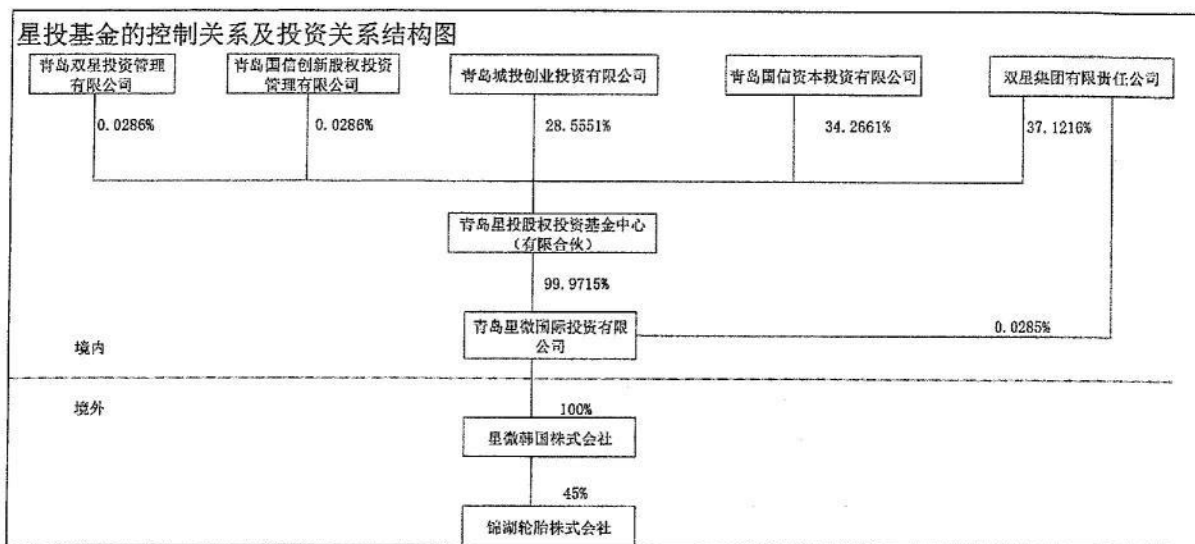 星投基金的控制关系及投资关系结构图
青岛双星投资管理
有限公司
青岛国信创新股权投资
管理有限公司
青岛城投创业投资有限公司
青岛国信资本投资有限公司
双星集团有限责任公司
0.0286%
0.0286%
28.5551%
34.2661%
37.1216%
青岛星投股权投资基金中心
（有限合伙）
99.9715%
青岛星微国际投资有限
公司
0.0285%
境内
境外
100%
星微韩国株式会社
45%
锦湖轮胎株式会社